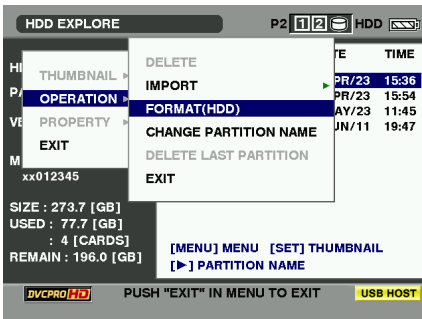 HDD EXPLORE
P2 1 2 HDD
TE TIME
THUMBNAIL
OPERATION
PROPERTY
EXIT
DELETE
IMPORT
FORMAT(HDD)
CHANGE PARTITION NAME
DELETE LAST PARTITION
EXIT
PR/23 15:36
PR/23 15:54
AY/23 11:45
UN/11 19:47
xx012345
SIZE : 273.7 [GB]
USED : 77.7 [GB]
: 4 [CARDS]
REMAIN : 196.0 [GB]
[MENU] MENU [SET] THUMBNAIL
[▶] PARTITION NAME
DVCPRO HD
PUSH "EXIT" IN MENU TO EXIT
USB HOST